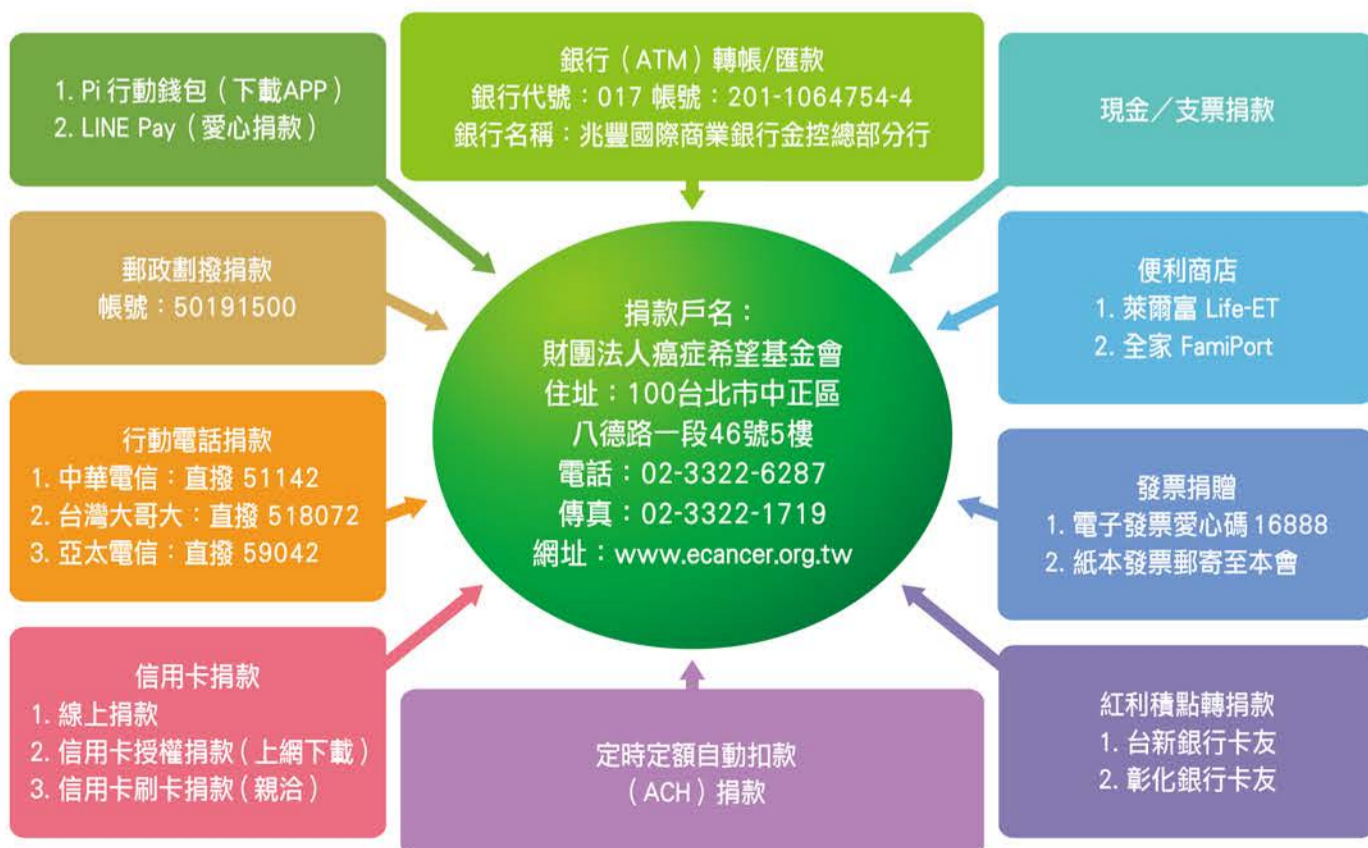 1. Pi 行動錢包（下載APP）
2. LINE Pay（愛心捐款）
銀行（ATM）轉帳/匯款
銀行代號：017 帳號：201-1064754-4
銀行名稱：兆豐國際商業銀行金控總部分行
現金／支票捐款
郵政劃撥捐款
帳號：50191500
便利商店
1. 萊爾富 Life-ET
2. 全家 FamiPort
捐款戶名：
財團法人癌症希望基金會
住址：100台北市中正區
八德路一段46號5樓
電話：02-3322-6287
傳真：02-3322-1719
網址：www.ecancer.org.tw
行動電話捐款
1. 中華電信：直撥 51142
2. 台灣大哥大：直撥 518072
3. 亞太電信：直撥 59042
發票捐贈
1. 電子發票愛心碼 16888
2. 紙本發票郵寄至本會
信用卡捐款
1. 線上捐款
2. 信用卡授權捐款（上網下載）
3. 信用卡刷卡捐款（親洽）
定時定額自動扣款
（ACH）捐款
紅利積點轉捐款
1. 台新銀行卡友
2. 彰化銀行卡友